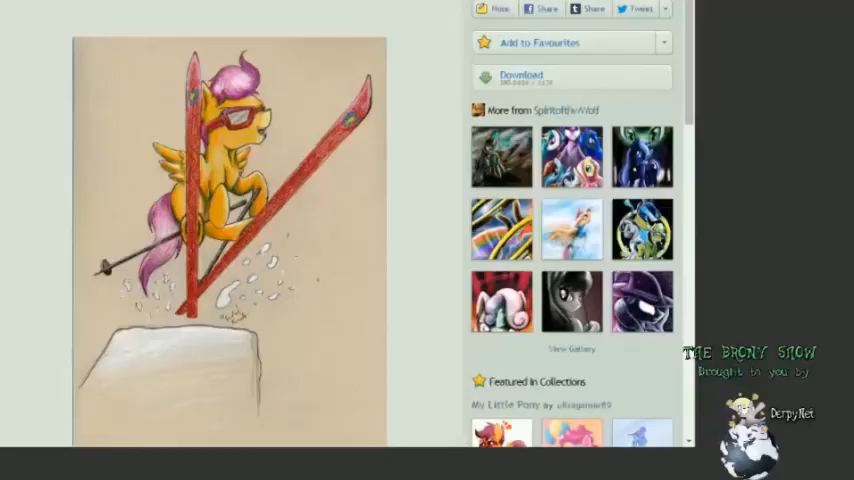 Note
Share
Share
Tweet
Add to Favourites
Download
More from SpiritoftheWolf
View Gallery
Featured in Collections
My Little Pony by
THE BRONY SHOW
Brought to you by
DerpyNet